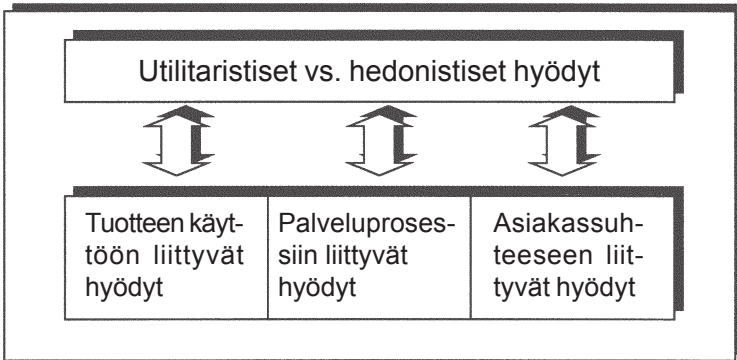 Utilitaristiset vs. hedonistiset hyödyt
Tuotteen käyt-
töön liittyvät
hyödyt
Palveluproses-
siin liittyvät
hyödyt
Asiakassuh-
teeseen liit-
tyvät hyödyt